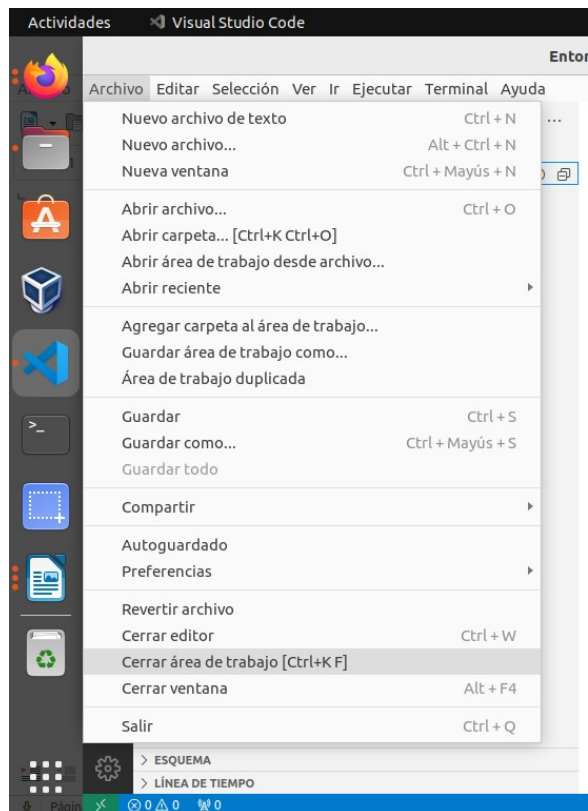 Actividades Visual Studio Code
Entor
Archivo Editar Selección Ver Ir Ejecutar Terminal Ayuda
Nuevo archivo de texto Ctrl + N
Nuevo archivo... Alt + Ctrl + N
Nueva ventana Ctrl + Mayús + N
Abrir archivo... Ctrl + O
Abrir carpeta... [Ctrl+K Ctrl+O]
Abrir área de trabajo desde archivo...
Abrir reciente
Agregar carpeta al área de trabajo...
Guardar área de trabajo como...
Área de trabajo duplicada
Guardar Ctrl + S
Guardar como... Ctrl + Mayús + S
Guardar todo
Compartir
Autoguardado
Preferencias
Revertir archivo
Cerrar editor Ctrl + W
Cerrar área de trabajo [Ctrl+K F]
Cerrar ventana Alt + F4
Salir Ctrl + Q
ESQUEMA
LÍNEA DE TIEMPO
Págin 0 0 0